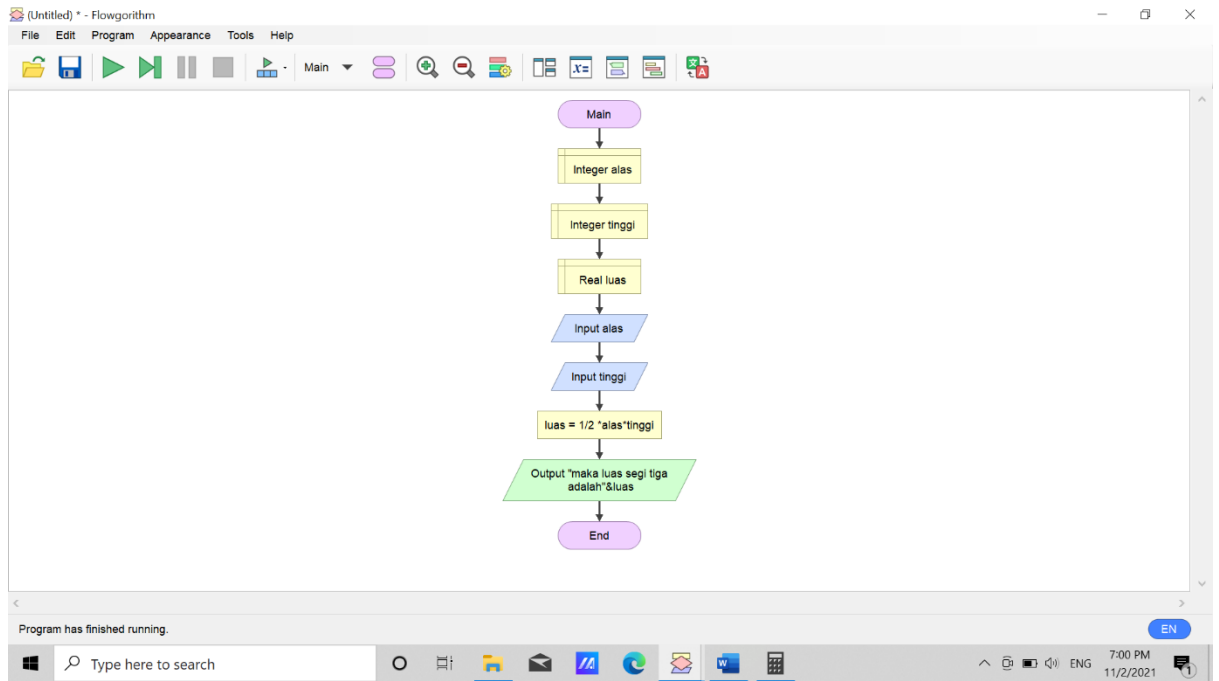 (Untitled) * - Flowgorithm
File Edit Program Appearance Tools Help
Main
Main
Integer alas
Integer tinggi
Real luas
Input alas
Input tinggi
luas = 1/2 *alas*tinggi
Output "maka luas segi tiga
adalah"&luas
End
Program has finished running.
EN
Type here to search
ENG
7:00 PM
11/2/2021
1